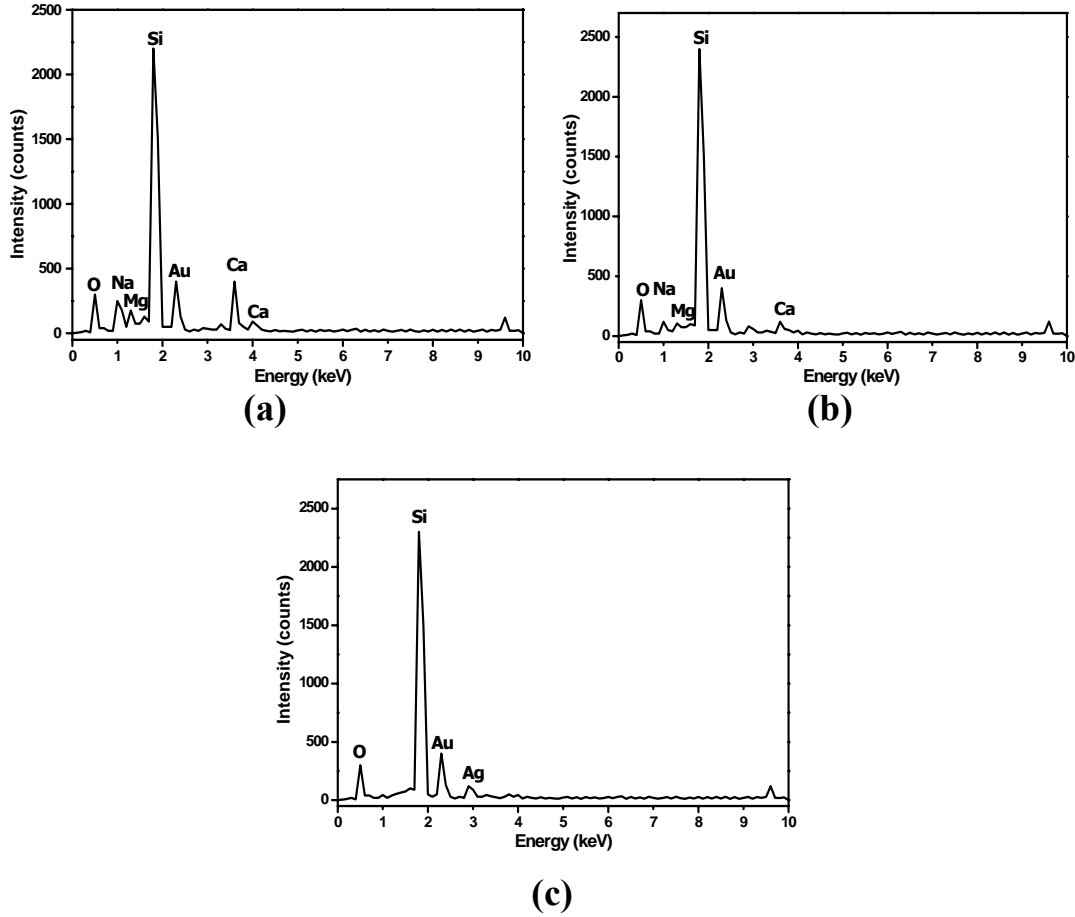 2500
2000
1500
1000
500
0
Intensity (counts)
Si
O
Na
Mg
Au
Ca
Ca
0 1 2 3 4 5 6 7 8 9 10
Energy (keV)
(a)
2500
2000
1500
1000
500
0
Intensity (counts)
Si
O
Na
Mg
Au
Ca
0 1 2 3 4 5 6 7 8 9 10
Energy (keV)
(b)
2500
2000
1500
1000
500
0
Intensity (counts)
Si
O
Au
Ag
0 1 2 3 4 5 6 7 8 9 10
Energy (keV)
(c)